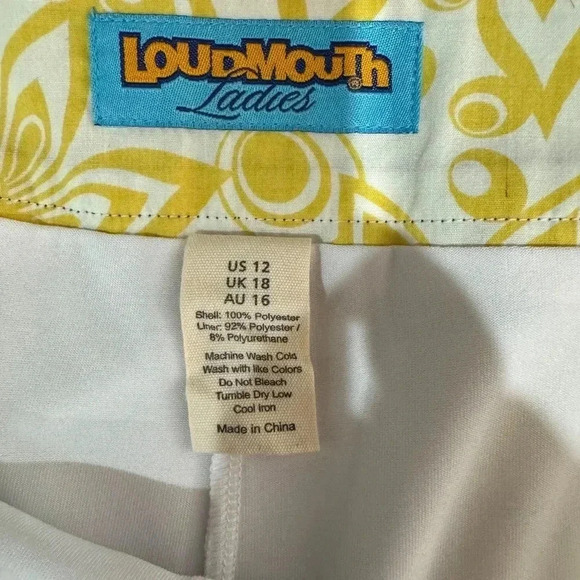 LOUDMOUTH®
Ladies
US 12
UK 18
AU 16
Shell: 100% Polyester
Liner: 92% Polyester /
8% Polyurethane
Machine Wash Cold
Wash with like Colors
Do Not Bleach
Tumble Dry Low
Cool Iron
Made in China